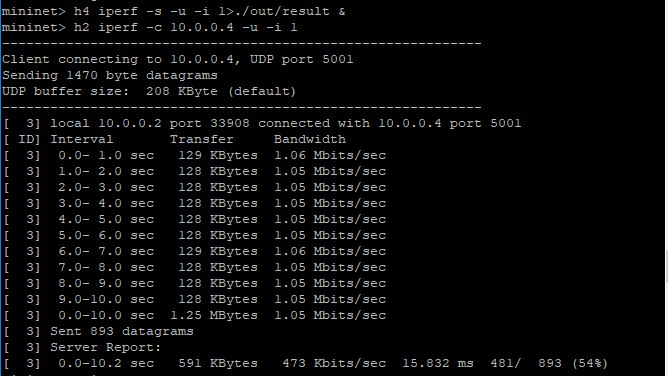 mininet> h4 iperf -s -u -i 1>./out/result &
mininet> h2 iperf -c 10.0.0.4 -u -i 1
------------------------------------------------------------
Client connecting to 10.0.0.4, UDP port 5001
Sending 1470 byte datagrams
UDP buffer size:  208 KByte (default)
------------------------------------------------------------
[  3] local 10.0.0.2 port 33908 connected with 10.0.0.4 port 5001
[ ID] Interval       Transfer     Bandwidth
[  3]  0.0- 1.0 sec   129 KBytes  1.06 Mbits/sec
[  3]  1.0- 2.0 sec   128 KBytes  1.05 Mbits/sec
[  3]  2.0- 3.0 sec   128 KBytes  1.05 Mbits/sec
[  3]  3.0- 4.0 sec   128 KBytes  1.05 Mbits/sec
[  3]  4.0- 5.0 sec   128 KBytes  1.05 Mbits/sec
[  3]  5.0- 6.0 sec   128 KBytes  1.05 Mbits/sec
[  3]  6.0- 7.0 sec   129 KBytes  1.06 Mbits/sec
[  3]  7.0- 8.0 sec   128 KBytes  1.05 Mbits/sec
[  3]  8.0- 9.0 sec   128 KBytes  1.05 Mbits/sec
[  3]  9.0-10.0 sec   128 KBytes  1.05 Mbits/sec
[  3]  0.0-10.0 sec  1.25 MBytes  1.05 Mbits/sec
[  3] Sent 893 datagrams
[  3] Server Report:
[  3]  0.0-10.2 sec   591 KBytes   473 Kbits/sec  15.832 ms  481/  893 (54%)